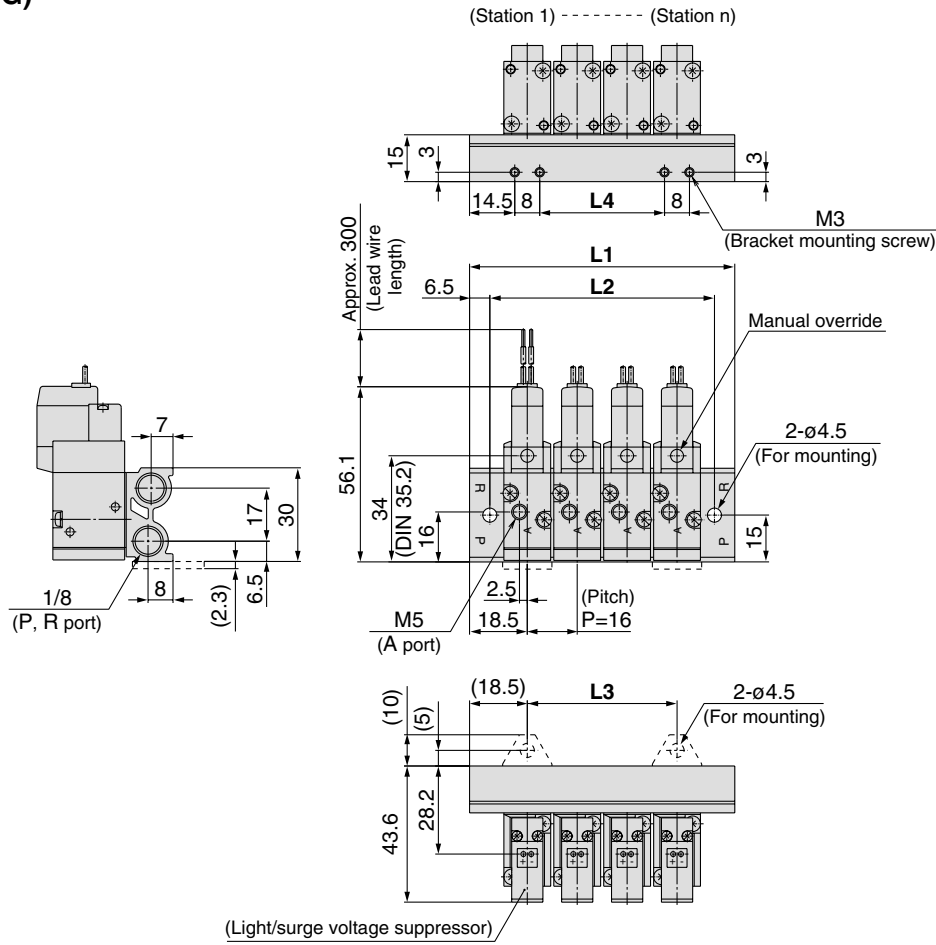 (Station 1) - - - - - - - (Station n)
15
3
3
14.5
8
L4
8
M3
(Bracket mounting screw)
L1
L2
6.5
Approx. 300
(Lead wire
length)
Manual override
2-ø4.5
(For mounting)
56.1
34
(DIN 35.2)
16
R
P
A
A
A
A
R
P
15
7
17
30
6.5
(2.3)
8
1/8
(P, R port)
2.5
18.5
(Pitch)
P=16
M5
(A port)
(18.5)
L3
2-ø4.5
(For mounting)
(10)
(5)
43.6
28.2
+ -
+ -
+ -
+ -
(Light/surge voltage suppressor)